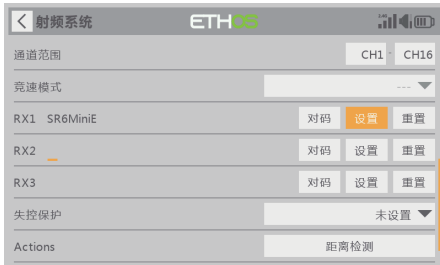 射频系统 ETHOS 2.4G
通道范围 CH1 - CH16
竞速模式 ---
RX1 SR6MiniE 对码 设置 重置
RX2 对码 设置 重置
RX3 对码 设置 重置
失控保护 未设置
Actions 距离检测